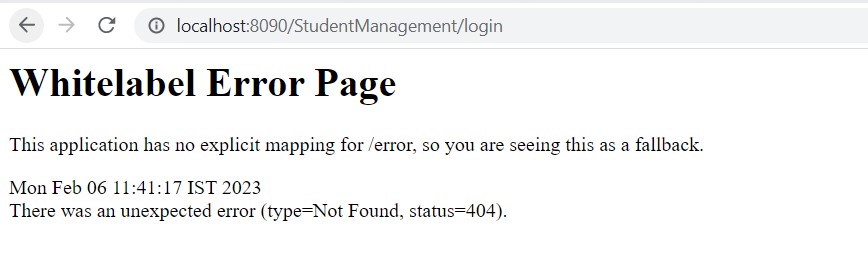 localhost:8090/StudentManagement/login
Whitelabel Error Page
This application has no explicit mapping for /error, so you are seeing this as a fallback.
Mon Feb 06 11:41:17 IST 2023
There was an unexpected error (type=Not Found, status=404).